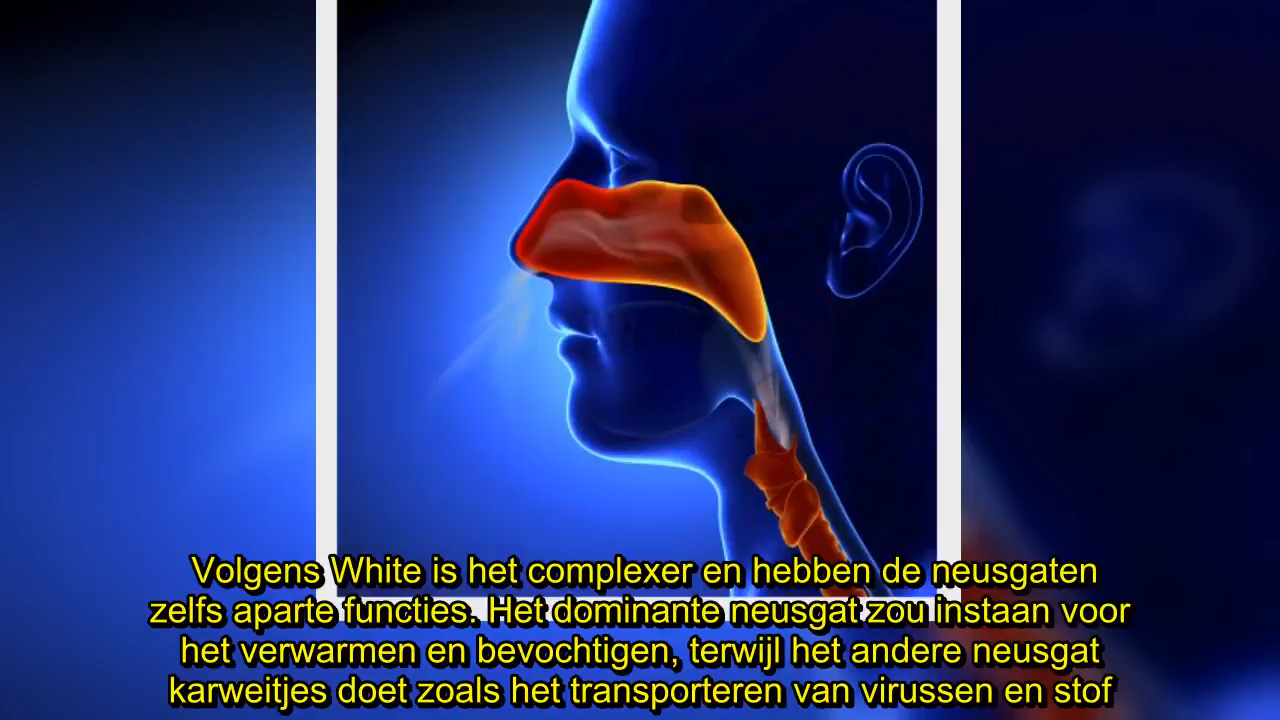 Volgens White is het complexer en hebben de neusgaten
zelfs aparte functies. Het dominante neusgat zou instaan voor
het verwarmen en bevochtigen, terwijl het andere neusgat
karweitjes doet zoals het transporteren van virussen en stof